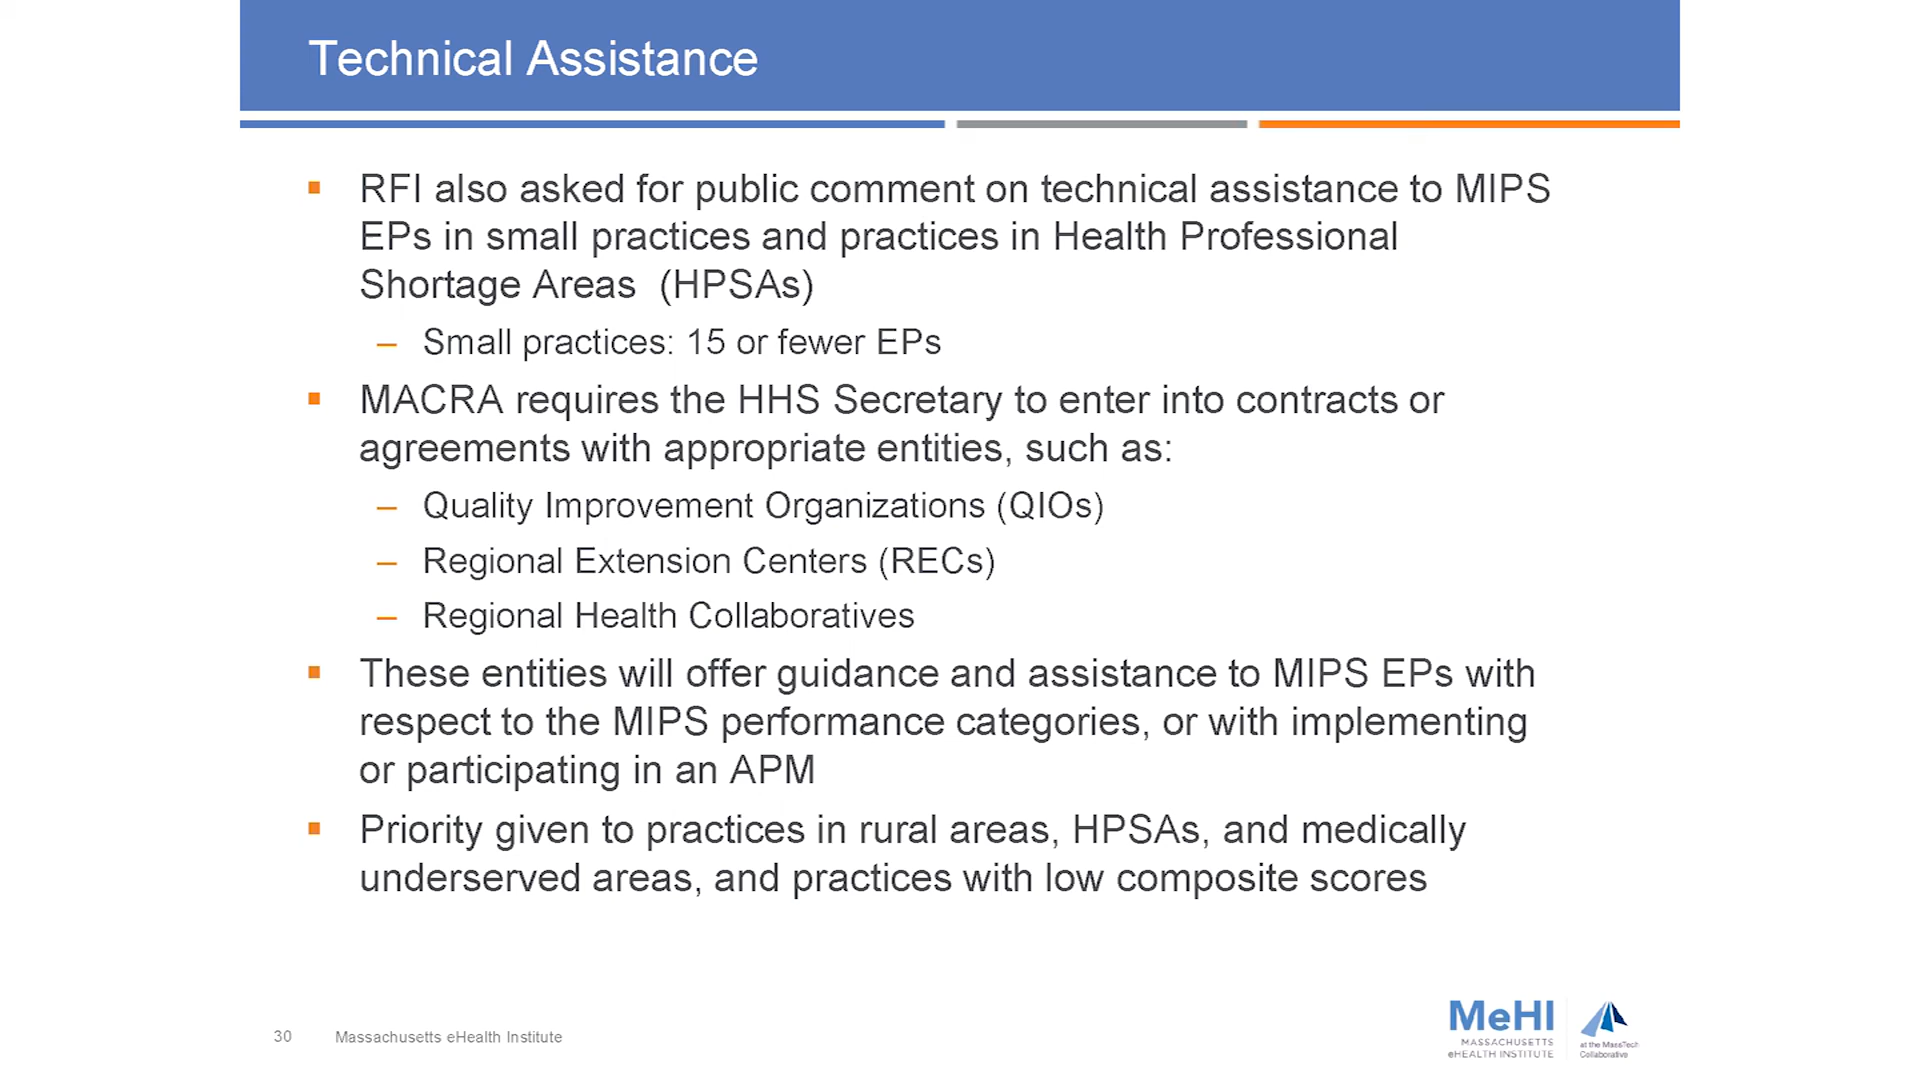 Technical Assistance
▪ RFI also asked for public comment on technical assistance to MIPS
EPs in small practices and practices in Health Professional
Shortage Areas (HPSAs)
– Small practices: 15 or fewer EPs
▪ MACRA requires the HHS Secretary to enter into contracts or
agreements with appropriate entities, such as:
– Quality Improvement Organizations (QIOs)
– Regional Extension Centers (RECs)
– Regional Health Collaboratives
▪ These entities will offer guidance and assistance to MIPS EPs with
respect to the MIPS performance categories, or with implementing
or participating in an APM
▪ Priority given to practices in rural areas, HPSAs, and medically
underserved areas, and practices with low composite scores
30 Massachusetts eHealth Institute
MeHI
MASSACHUSETTS
eHEALTH INSTITUTE
at the MassTech
Collaborative